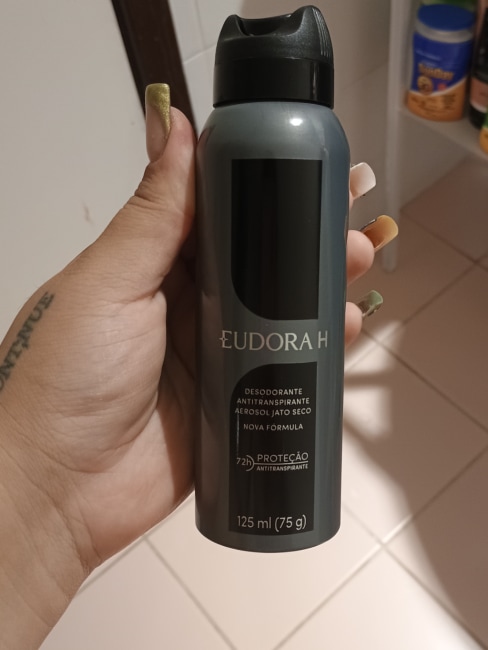 EUDORA H
DESODORANTE
ANTITRANSPIRANTE
AEROSOL JATO SECO
NOVA FÓRMULA
72h PROTEÇÃO
ANTITRANSPIRANTE
125 ml (75 g)